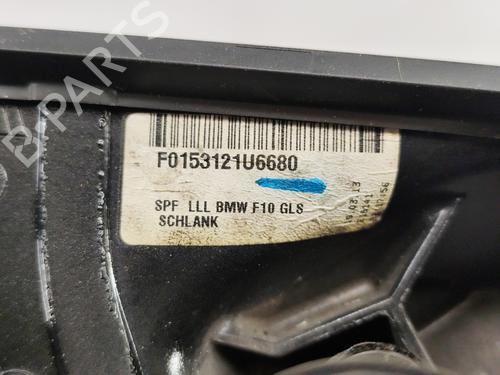 F0153121U6680
SPF LLL BMW F10 GLS
SCHLANK
B-PARTS